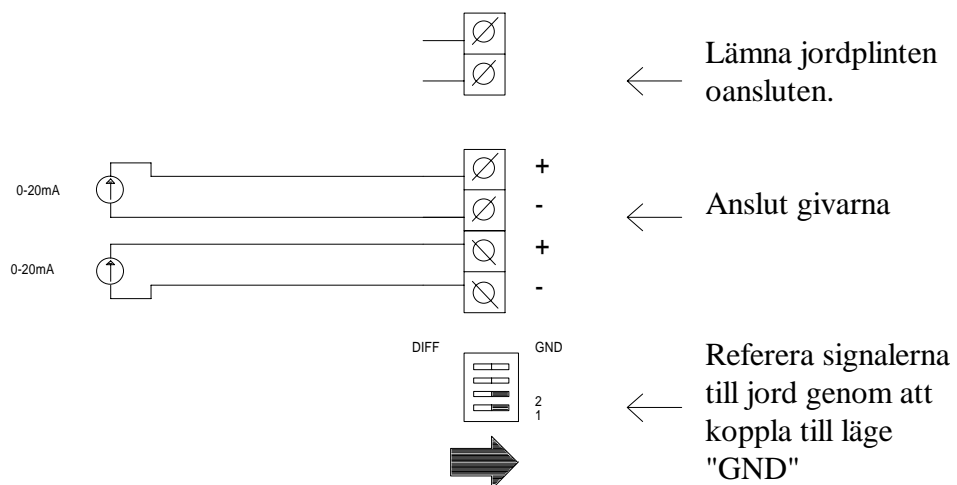 Lämna jordplinten
oansluten.
+
0-20mA
-
Anslut givarna
+
0-20mA
-
DIFF
GND
2
1
Referera signalerna
till jord genom att
koppla till läge
"GND"